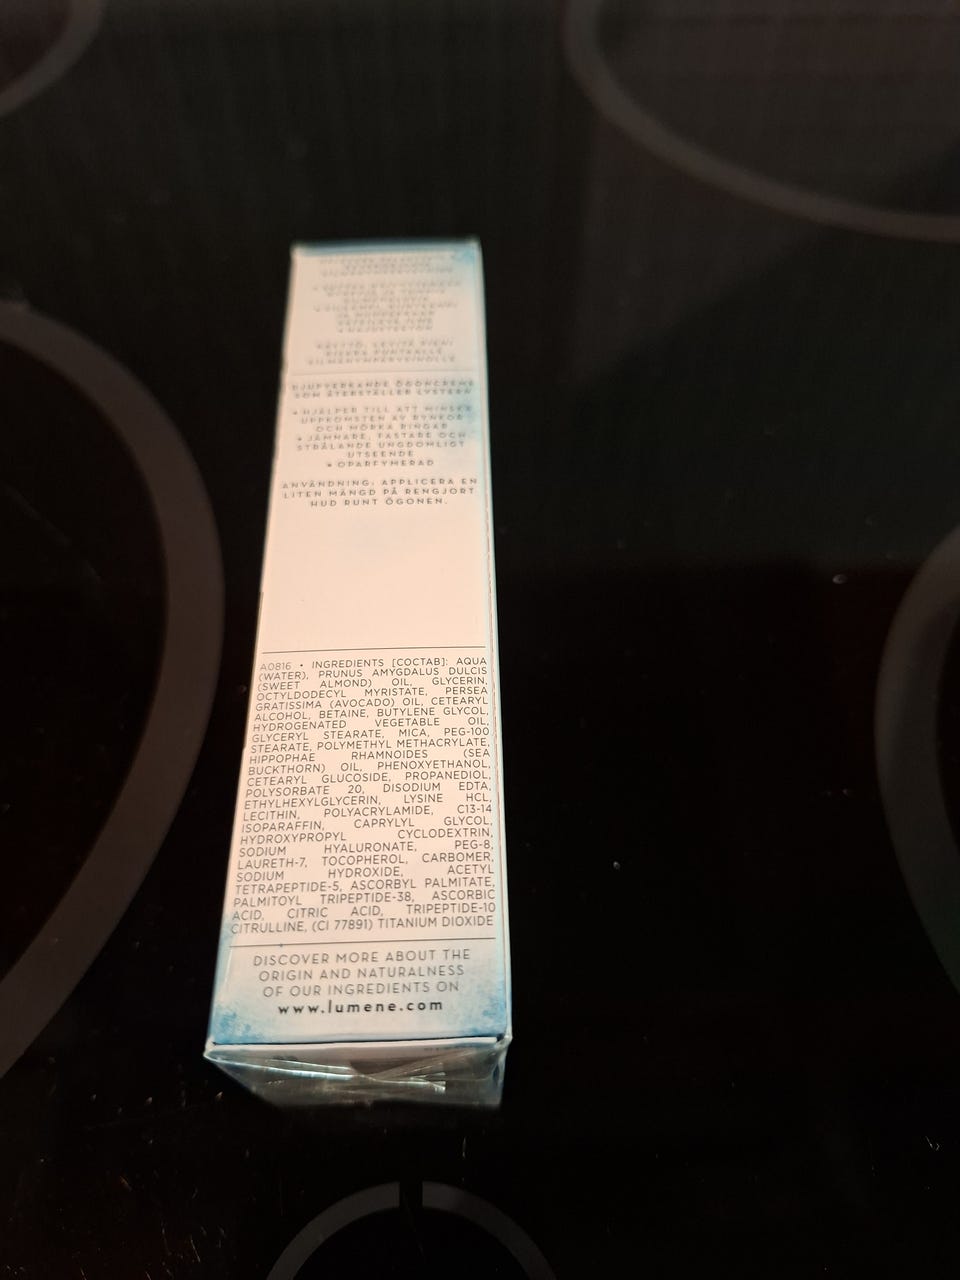 DJUPVERKANDE ÖGONCREME
SOM ÅTERSTÄLLER LYSTERN
• HJÄLPER TILL ATT MINSKA
UPPKOMSTEN AV RYNKOR
OCH MÖRKA RINGAR
• JÄMNARE, FASTARE OCH
STRÅLANDE UNGDOMLIGT
UTSEENDE
• OPARFYMERAD
ANVÄNDNING: APPLICERA EN
LITEN MÄNGD PÅ RENGJORT
HUD RUNT ÖGONEN.
A0816 • INGREDIENTS [COCTAB]: AQUA
(WATER), PRUNUS AMYGDALUS DULCIS
(SWEET ALMOND) OIL, GLYCERIN,
OCTYLDODECYL MYRISTATE, PERSEA
GRATISSIMA (AVOCADO) OIL, CETEARYL
ALCOHOL, BETAINE, BUTYLENE GLYCOL,
HYDROGENATED VEGETABLE OIL,
GLYCERYL STEARATE, MICA, PEG-100
STEARATE, POLYMETHYL METHACRYLATE,
HIPPOPHAE RHAMNOIDES (SEA
BUCKTHORN) OIL, PHENOXYETHANOL,
CETEARYL GLUCOSIDE, PROPANEDIOL,
POLYSORBATE 20, DISODIUM EDTA,
ETHYLHEXYLGLYCERIN, LYSINE HCL,
LECITHIN, POLYACRYLAMIDE, C13-14
ISOPARAFFIN, CAPRYLYL GLYCOL,
HYDROXYPROPYL CYCLODEXTRIN,
SODIUM HYALURONATE, PEG-8,
LAURETH-7, TOCOPHEROL, CARBOMER,
SODIUM HYDROXIDE, ACETYL
TETRAPEPTIDE-5, ASCORBYL PALMITATE,
PALMITOYL TRIPEPTIDE-38, ASCORBIC
ACID, CITRIC ACID, TRIPEPTIDE-10
CITRULLINE, (CI 77891) TITANIUM DIOXIDE
DISCOVER MORE ABOUT THE
ORIGIN AND NATURALNESS
OF OUR INGREDIENTS ON
www.lumene.com